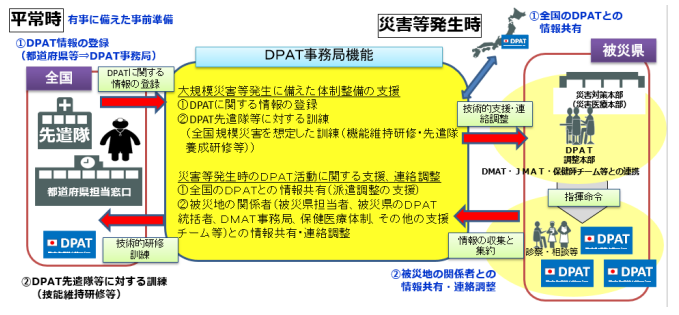 平常時 有事に備えた事前準備
①DPAT情報の登録
(都道府県等⇒DPAT事務局)
全国
DPATに関する
情報の登録
先遣隊
都道府県担当窓口
DPAT
DPAT
技術的研修
訓練
②DPAT先遣隊等に対する訓練
(技能維持研修等)
DPAT事務局機能
大規模災害等発生に備えた体制整備の支援
①DPATに関する情報の登録
②DPAT先遣隊等に対する訓練
(全国規模災害を想定した訓練(機能維持研修・先遣隊
養成研修等))
災害等発生時のDPAT活動に関する支援、連絡調整
①全国のDPATとの情報共有(派遣調整の支援)
②被災地の関係者(被災県担当者、被災県のDPAT
統括者、DMAT事務局、保健医療体制、その他の支援
チーム等)との情報共有・連絡調整
災害等発生時
①全国のDPATとの
情報共有
DPAT
被災県
技術的支援・連
絡調整
災害対策本部
(災害医療本部)
DPAT
調整本部
DMAT・JMAT・保健師チーム等との連携
指揮命令
情報の収集と
集約
診察・相談等
DPAT
DPAT
DPAT
②被災地の関係者との
情報共有・連絡調整